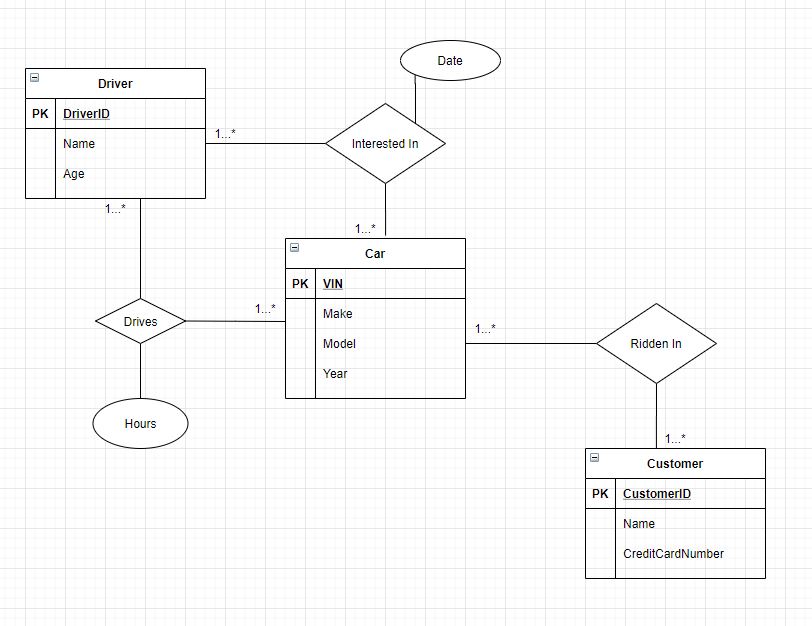 Date
Driver
PK DriverID
Name
Age
1...*
Interested In
1...*
1...*
Car
PK VIN
Make
Model
Year
1...*
Drives
Hours
1...*
Ridden In
1...*
Customer
PK CustomerID
Name
CreditCardNumber